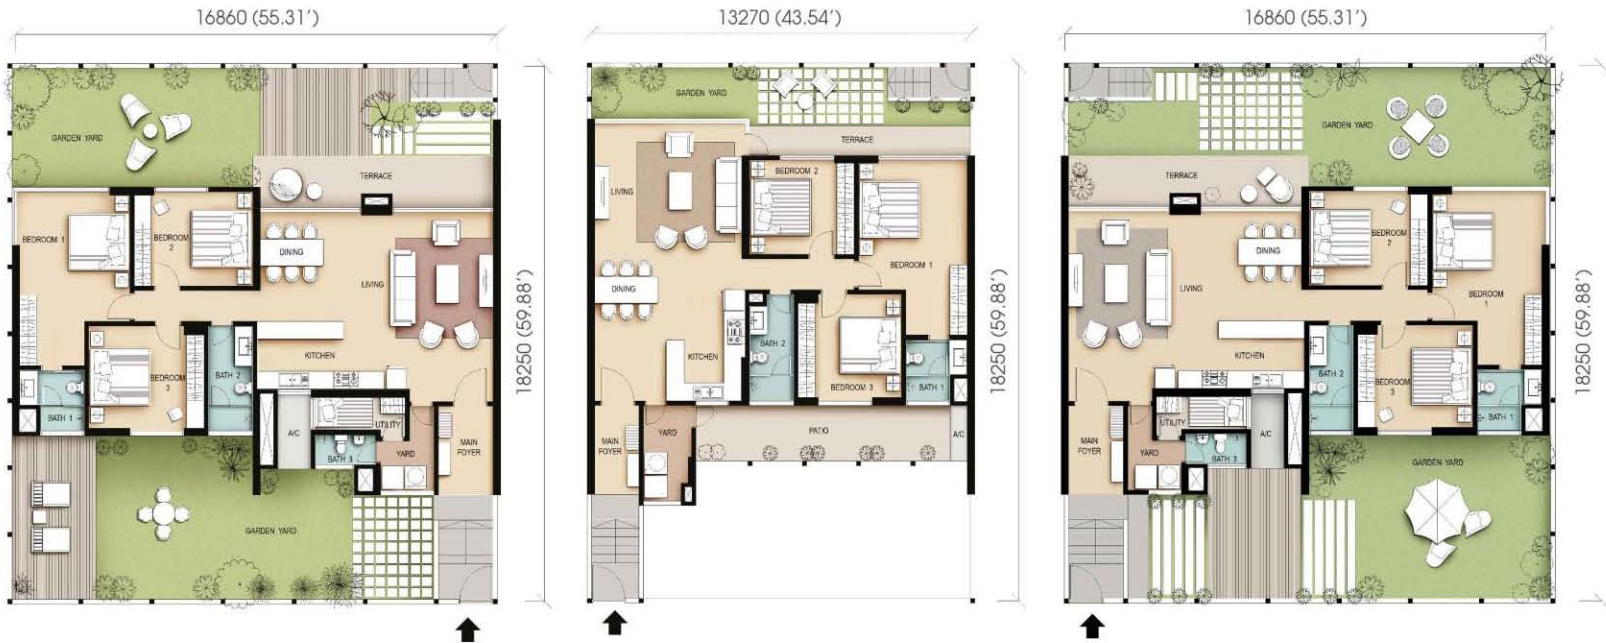 16860 (55.31')
13270 (43.54')
16860 (55.31')
GARDEN YARD
TERRACE
BEDROOM 1
BEDROOM
2
DINING
LIVING
KITCHEN
BEDROOM
3
BATH 2
BATH 1
A/C
UTILITY
BATH 3
YARD
MAIN
FOYER
GARDEN YARD
18250 (59.88')
GARDEN YARD
TERRACE
BEDROOM 2
LIVING
BEDROOM 1
DINING
BATH 2
KITCHEN
BEDROOM 3
BATH 1
MAIN
FOYER
YARD
PATIO
A/C
18250 (59.88')
GARDEN YARD
TERRACE
BEDROOM
2
DINING
LIVING
BEDROOM
1
KITCHEN
BATH 2
BEDROOM
3
BATH 1
UTILITY
A/C
MAIN
FOYER
YARD
BATH 3
GARDEN YARD
18250 (59.88')